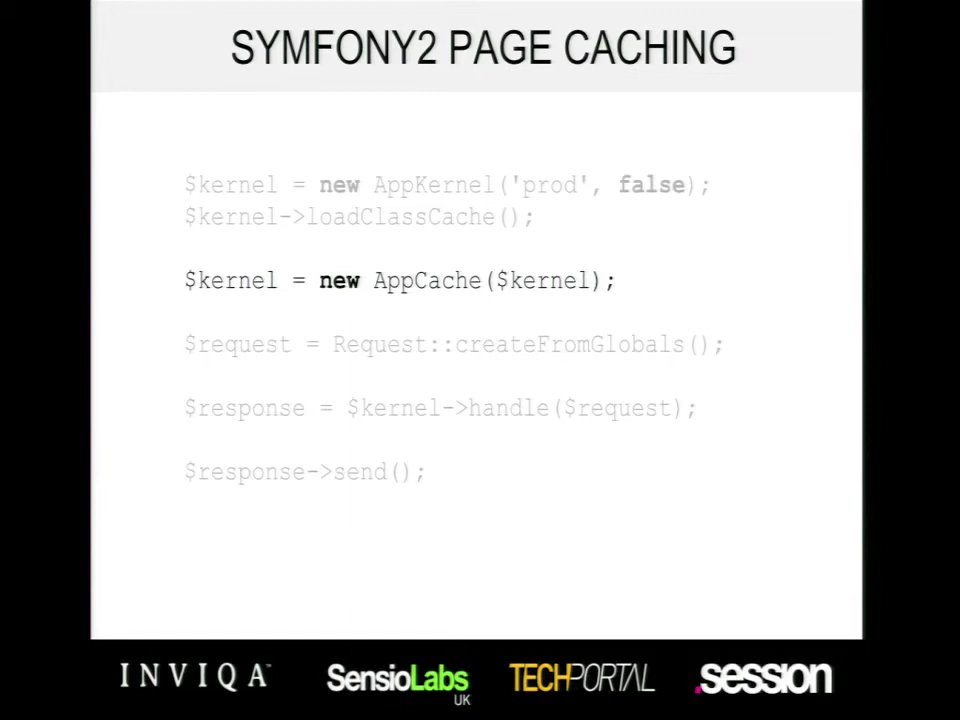 SYMFONY2 PAGE CACHING
$kernel = new AppKernel('prod', false);
$kernel->loadClassCache();
$kernel = new AppCache($kernel);
$request = Request::createFromGlobals();
$response = $kernel->handle($request);
$response->send();
INVIQA™ SensioLabs UK TECHPORTAL .session